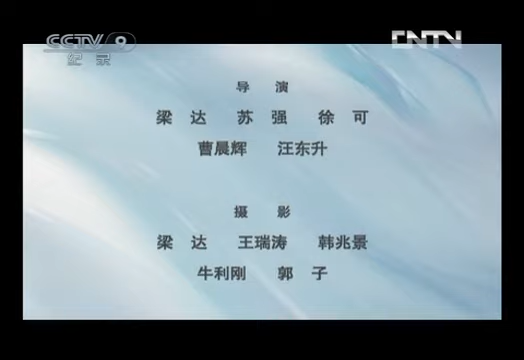 CCTV 9
CNTV
纪 录
导 演
梁 达 苏 强 徐 可
曹晨辉 汪东升
摄 影
梁 达 王瑞涛 韩兆景
牛利刚 郭 子